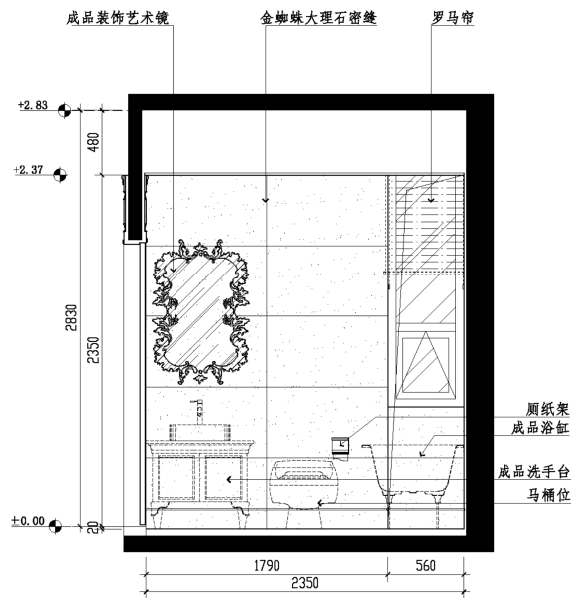 成品装饰艺术镜
金蜘蛛大理石密缝
罗马帘
+2.83
480
+2.37
2830
2350
厕纸架
成品浴缸
成品洗手台
马桶位
±0.00
20
1790
560
2350